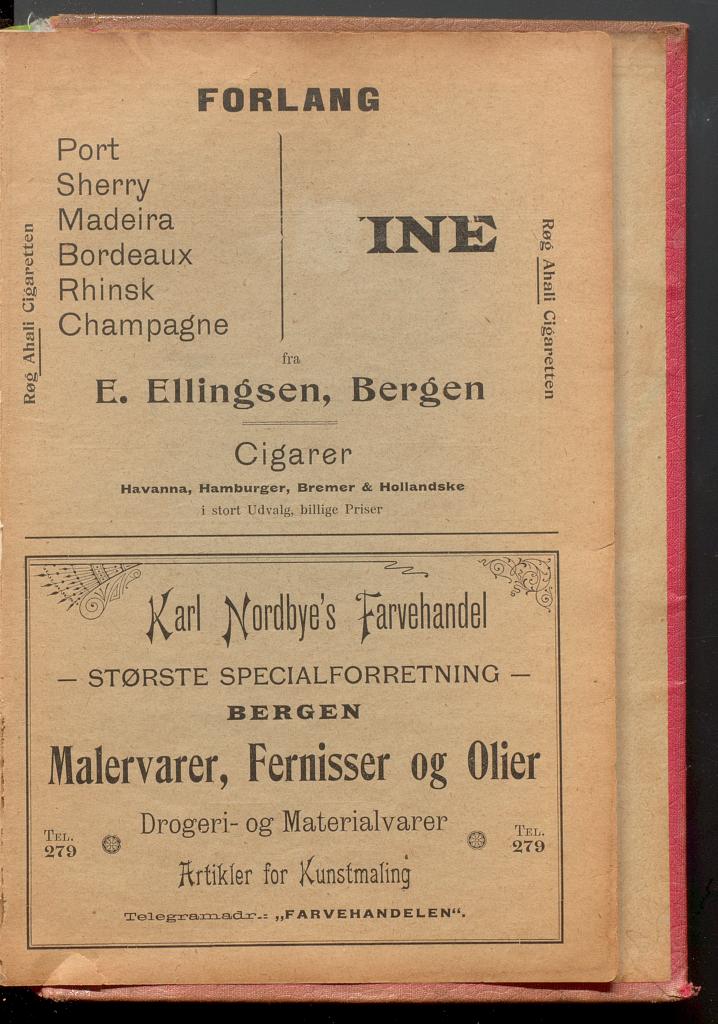 FORLANG
Port
Sherry
Madeira
Bordeaux
Rhinsk
Champagne
INE
Røg Ahali Cigaretten
Røg Ahali Cigaretten
fra
E. Ellingsen, Bergen
Cigarer
Havanna, Hamburger, Bremer & Hollandske
i stort Udvalg, billige Priser
Karl Nordbye's Farvehandel
— STØRSTE SPECIALFORRETNING —
BERGEN
Malervarer, Fernisser og Olier
Drogeri- og Materialvarer
TEL.
279
TEL.
279
Artikler for Kunstmaling
Telegramadr.: „FARVEHANDELEN“.